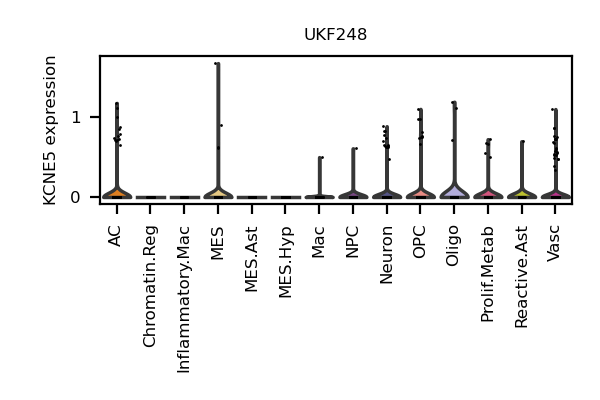 UKF248
KCNE5 expression
1
0
AC
Chromatin.Reg
Inflammatory.Mac
MES
MES.Ast
MES.Hyp
Mac
NPC
Neuron
OPC
Oligo
Prolif.Metab
Reactive.Ast
Vasc